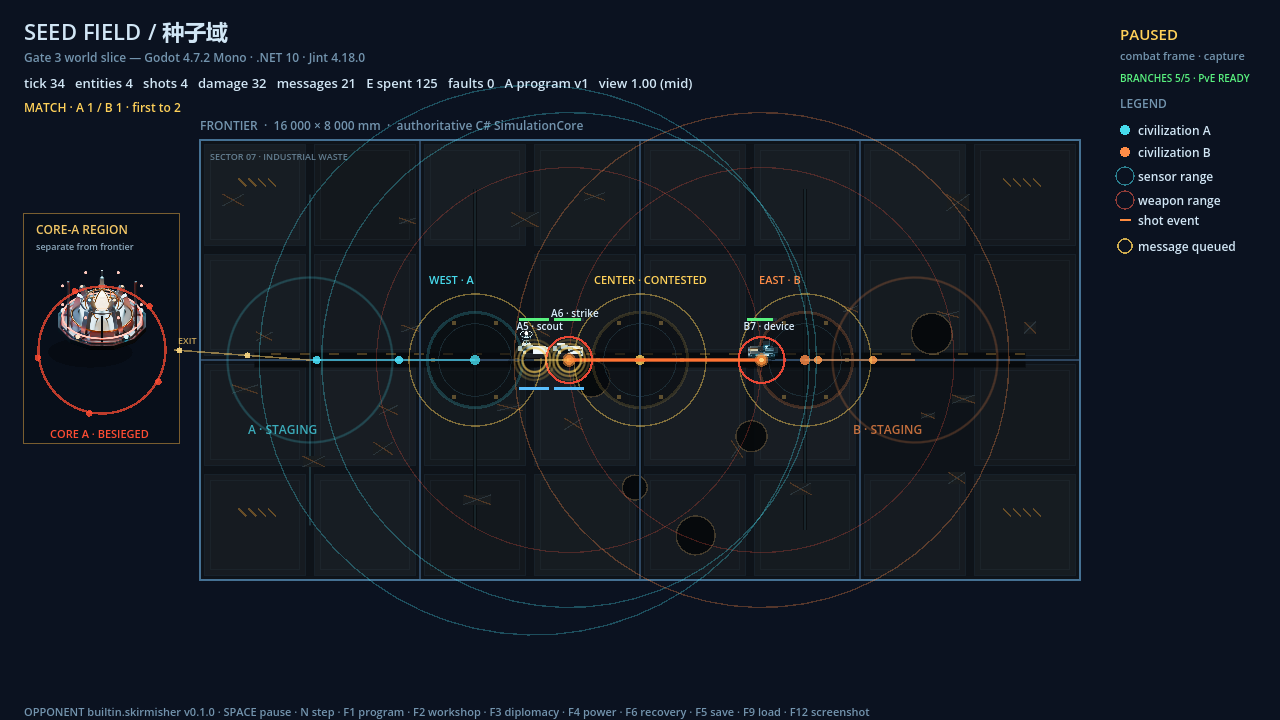 SEED FIELD / 种子域
Gate 3 world slice — Godot 4.7.2 Mono · .NET 10 · Jint 4.18.0
tick 34 entities 4 shots 4 damage 32 messages 21 E spent 125 faults 0 A program v1 view 1.00 (mid)
MATCH · A 1 / B 1 · first to 2
FRONTIER · 16 000 × 8 000 mm · authoritative C# SimulationCore
SECTOR 07 · INDUSTRIAL WASTE
PAUSED
combat frame · capture
BRANCHES 5/5 · PvE READY
LEGEND
civilization A
civilization B
sensor range
weapon range
shot event
message queued
CORE-A REGION
separate from frontier
EXIT
CORE A · BESIEGED
WEST · A
CENTER · CONTESTED
EAST · B
A6 · strike
A5 · scout
B7 · device
A · STAGING
B · STAGING
OPPONENT builtin.skirmisher v0.1.0 · SPACE pause · N step · F1 program · F2 workshop · F3 diplomacy · F4 power · F6 recovery · F5 save · F9 load · F12 screenshot